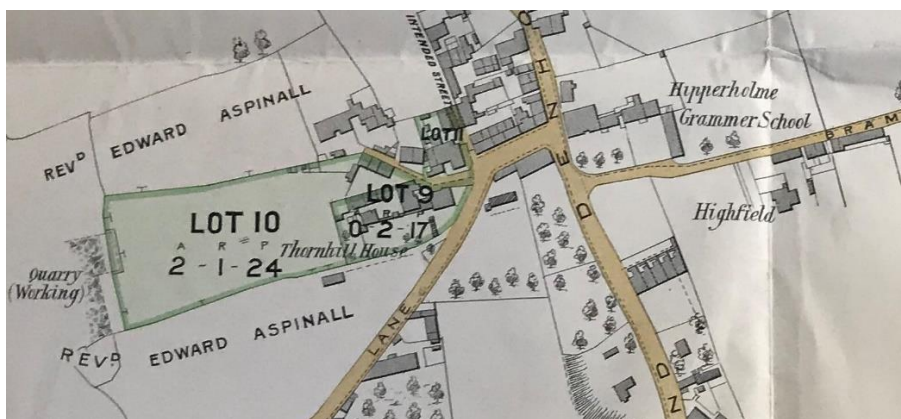 INTENDED STREET
REVD EDWARD ASPINALL
LOT 11
Hipperholme
Grammer School
BRAM
LOT 9
A R P
0 - 2 - 17
LOT 10
A R P
2 - 1 - 24
Thornhill House
Highfield
Quarry
(Working)
LANE
REVD EDWARD ASPINALL